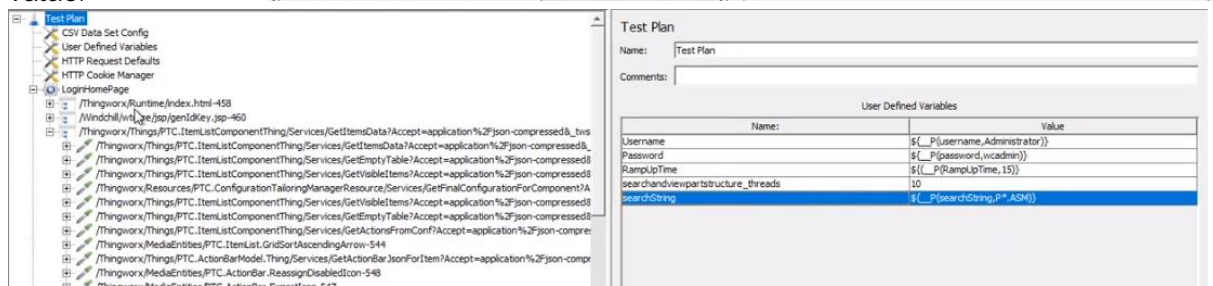 Test Plan
CSV Data Set Config
User Defined Variables
HTTP Request Defaults
HTTP Cookie Manager
LoginHomePage
/Thingworx/Runtime/index.html-458
/Windchill/wtcore/jsp/genIdKey.jsp-460
/Thingworx/Things/PTC.ItemListComponentThing/Services/GetItemsData?Accept=application%2Fjson-compressed&_tws
/Thingworx/Things/PTC.ItemListComponentThing/Services/GetItemsData?Accept=application%2Fjson-compressed&_
/Thingworx/Things/PTC.ItemListComponentThing/Services/GetEmptyTable?Accept=application%2Fjson-compressed&
/Thingworx/Things/PTC.ItemListComponentThing/Services/GetVisibleItems?Accept=application%2Fjson-compressed&
/Thingworx/Resources/PTC.ConfigurationTailoringManagerResource/Services/GetFinalConfigurationForComponent?A
/Thingworx/Things/PTC.ItemListComponentThing/Services/GetVisibleItems?Accept=application%2Fjson-compressed&
/Thingworx/Things/PTC.ItemListComponentThing/Services/GetEmptyTable?Accept=application%2Fjson-compressed&
/Thingworx/Things/PTC.ItemListComponentThing/Services/GetActionsFromConf?Accept=application%2Fjson-compres
/Thingworx/MediaEntities/PTC.ItemList.GridSortAscendingArrow-544
/Thingworx/Things/PTC.ActionBarModel.Thing/Services/GetActionBarJsonForItem?Accept=application%2Fjson-compr
/Thingworx/MediaEntities/PTC.ActionBar.ReassignDisabledIcon-548
Test Plan
Name: Test Plan
Comments:
User Defined Variables
Name: Value
Username ${__P(username,Administrator)}
Password ${__P(password,wcadmin)}
RampUpTime ${(__P(RampUpTime,15)}
searchandviewpartstructure_threads 10
searchString ${(__P(searchString,P*.ASM)}